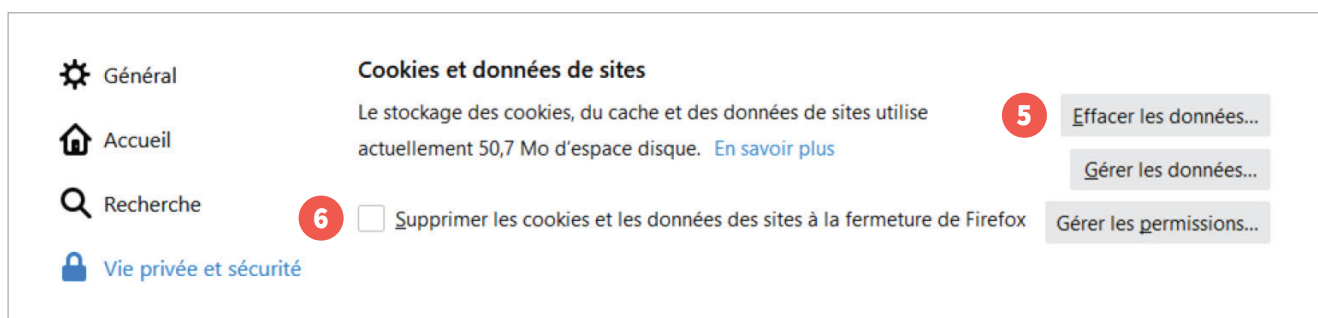 Général
Accueil
Recherche
Vie privée et sécurité
Cookies et données de sites
Le stockage des cookies, du cache et des données de sites utilise
actuellement 50,7 Mo d'espace disque. En savoir plus
5 Effacer les données...
Gérer les données...
6 Supprimer les cookies et les données des sites à la fermeture de Firefox
Gérer les permissions...